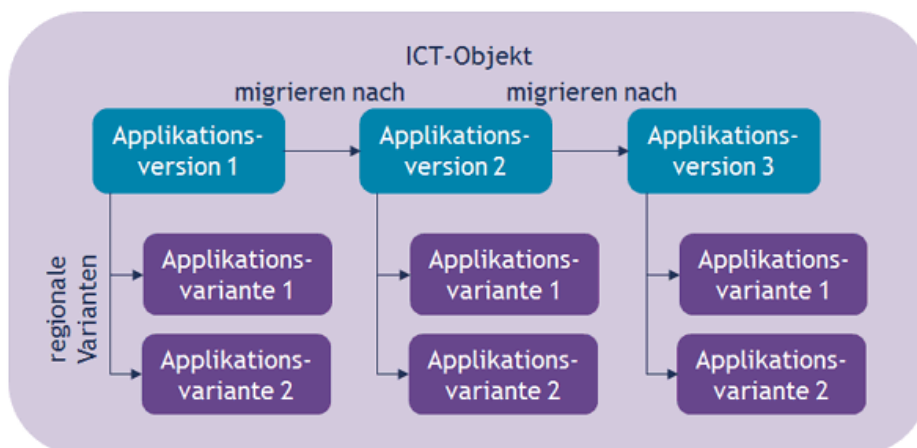 ICT-Objekt
migrieren nach
migrieren nach
Applikations-
version 1
Applikations-
version 2
Applikations-
version 3
regionale
Varianten
Applikations-
variante 1
Applikations-
variante 1
Applikations-
variante 1
Applikations-
variante 2
Applikations-
variante 2
Applikations-
variante 2